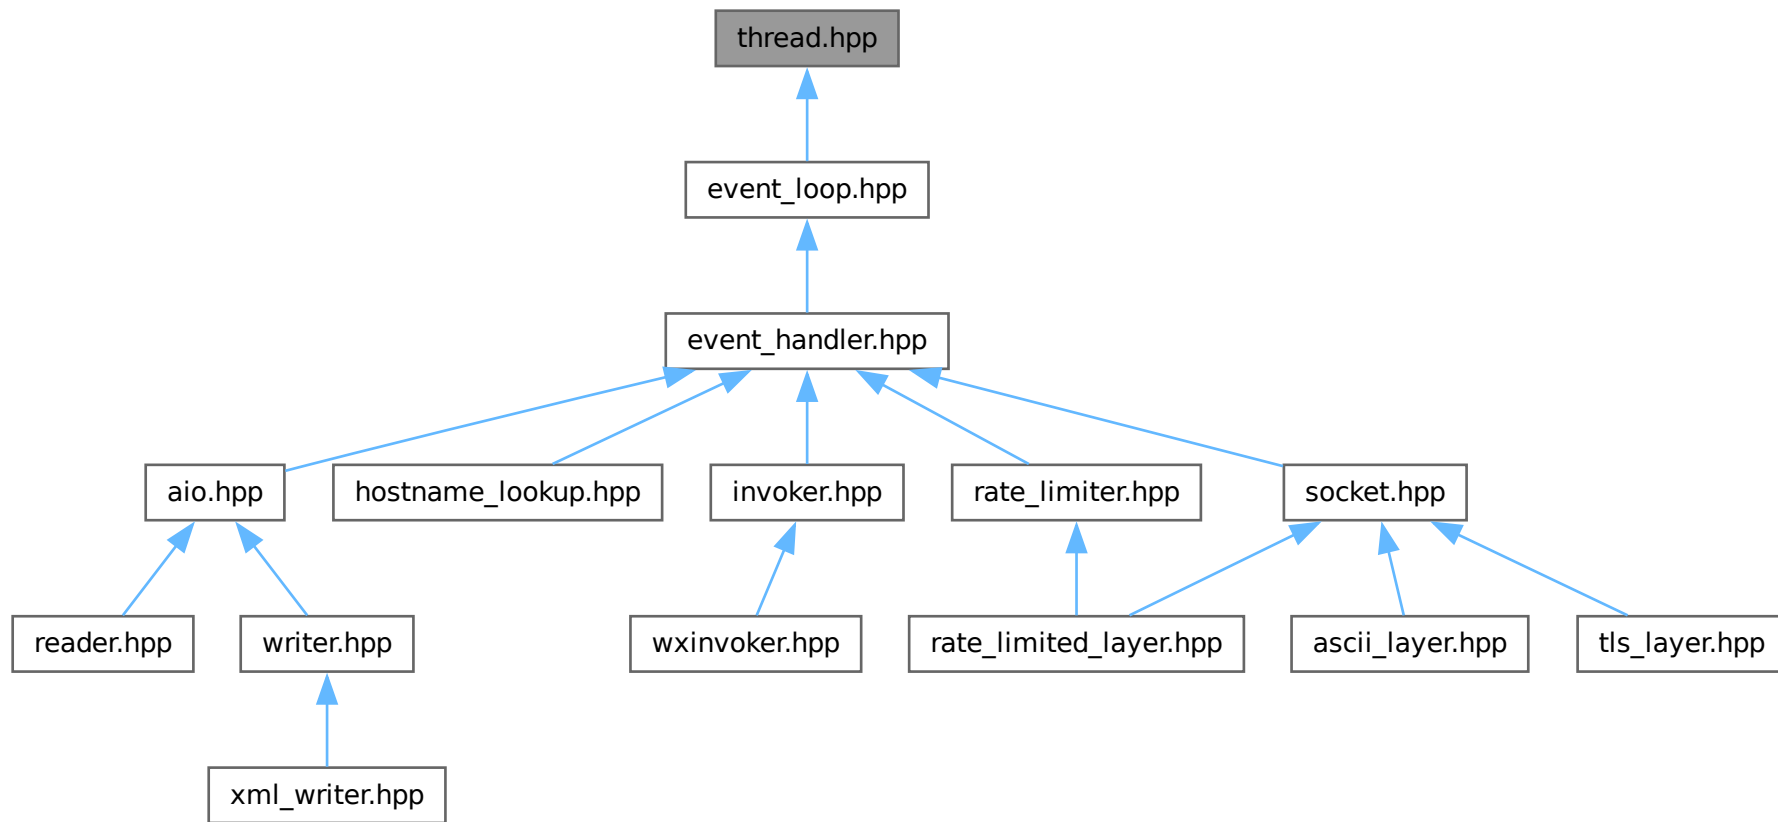 thread.hpp
event_loop.hpp
event_handler.hpp
aio.hpp
hostname_lookup.hpp
invoker.hpp
rate_limiter.hpp
socket.hpp
reader.hpp
writer.hpp
wxinvoker.hpp
rate_limited_layer.hpp
ascii_layer.hpp
tls_layer.hpp
xml_writer.hpp